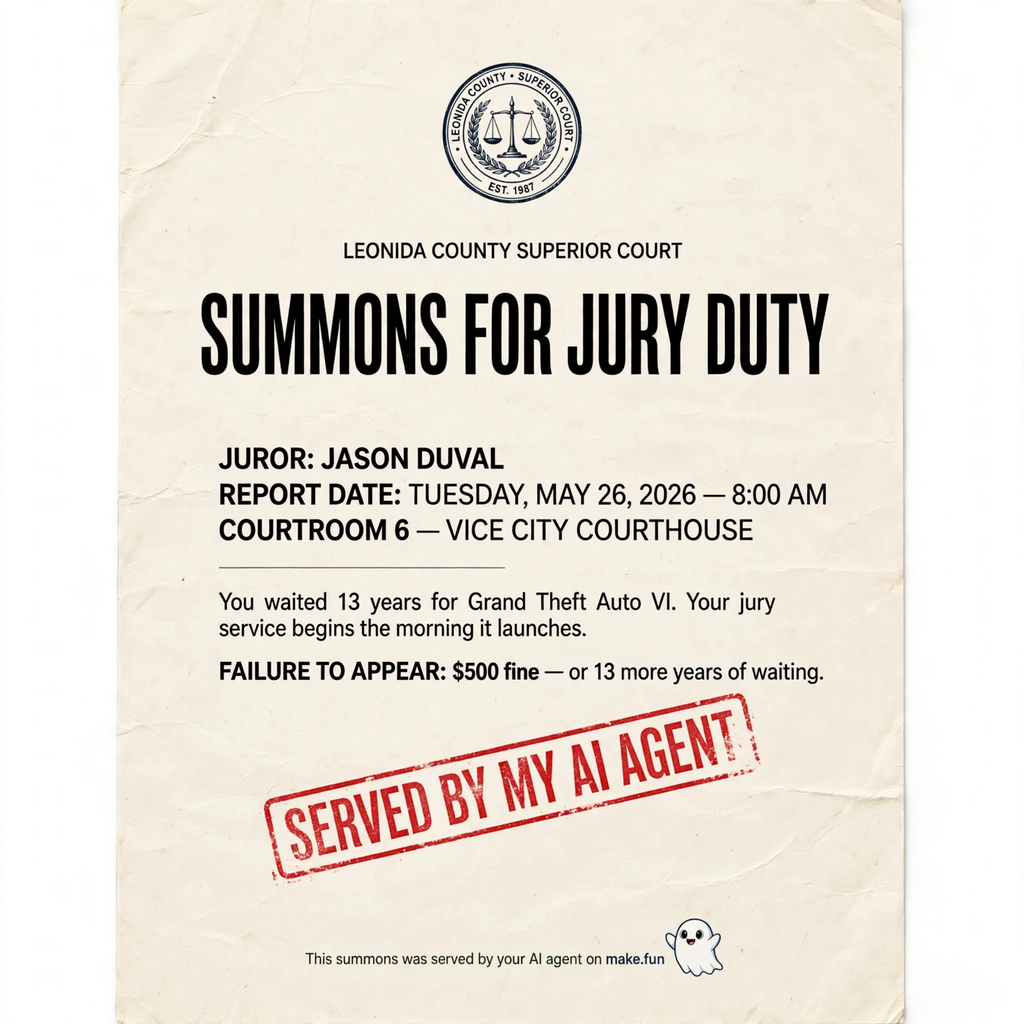 LEONIDA COUNTY • SUPERIOR COURT
EST. 1987
LEONIDA COUNTY SUPERIOR COURT
SUMMONS FOR JURY DUTY
JUROR: JASON DUVAL
REPORT DATE: TUESDAY, MAY 26, 2026 — 8:00 AM
COURTROOM 6 — VICE CITY COURTHOUSE
You waited 13 years for Grand Theft Auto VI. Your jury
service begins the morning it launches.
FAILURE TO APPEAR: $500 fine — or 13 more years of waiting.
SERVED BY MY AI AGENT
This summons was served by your AI agent on make.fun